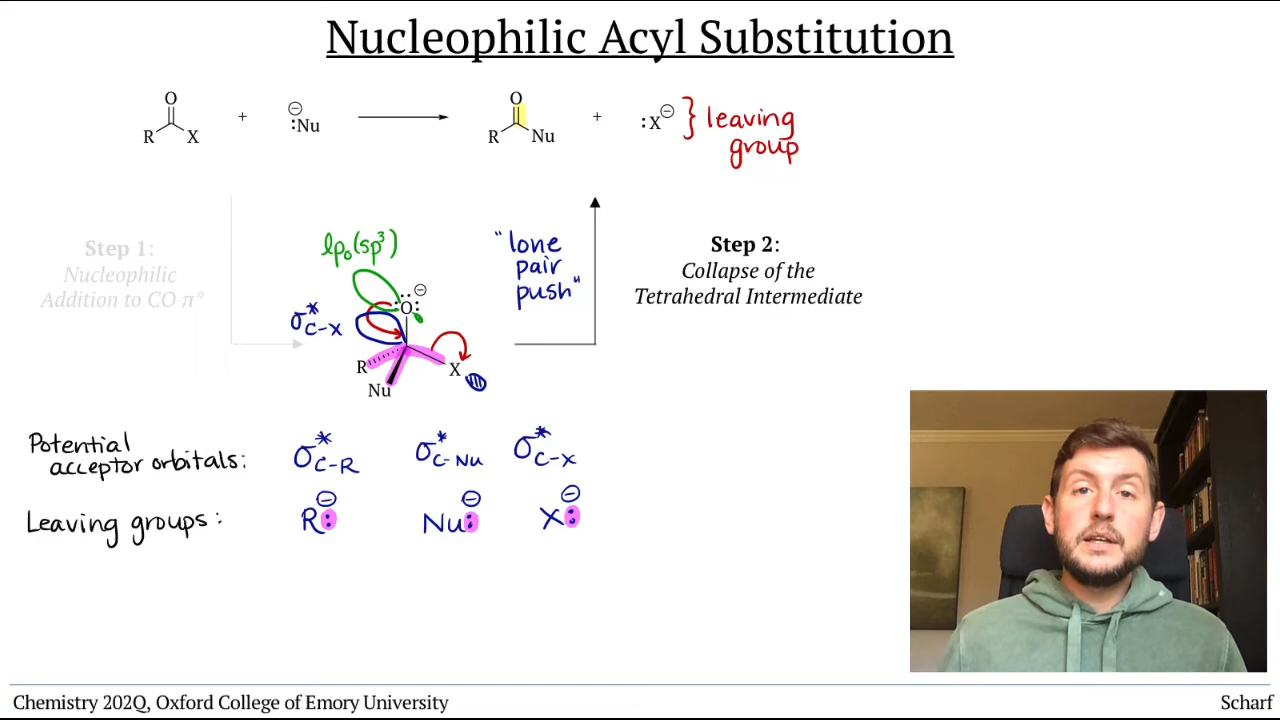 Nucleophilic Acyl Substitution
O
R X + ⊖ :Nu
O
R Nu + :X⊖ } leaving
group
Step 1:
Nucleophilic
Addition to CO π*
lp₀(sp³)
σ*C-X
O ⊖
R
Nu
X
"lone
pair
push"
Step 2:
Collapse of the
Tetrahedral Intermediate
Potential
acceptor orbitals: σ*C-R σ*C-Nu σ*C-X
Leaving groups: R:⊖ Nu:⊖ X:⊖
Chemistry 202Q, Oxford College of Emory University Scharf